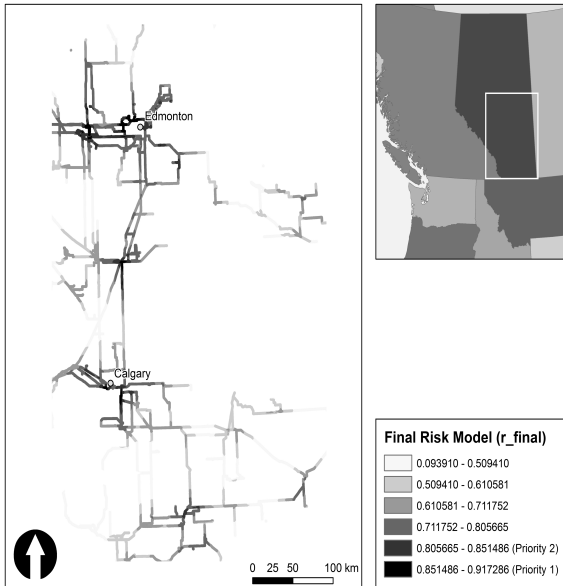 Edmonton
Calgary
0 25 50 100 km
Final Risk Model (r_final)
0.093910 - 0.509410
0.509410 - 0.610581
0.610581 - 0.711752
0.711752 - 0.805665
0.805665 - 0.851486 (Priority 2)
0.851486 - 0.917286 (Priority 1)